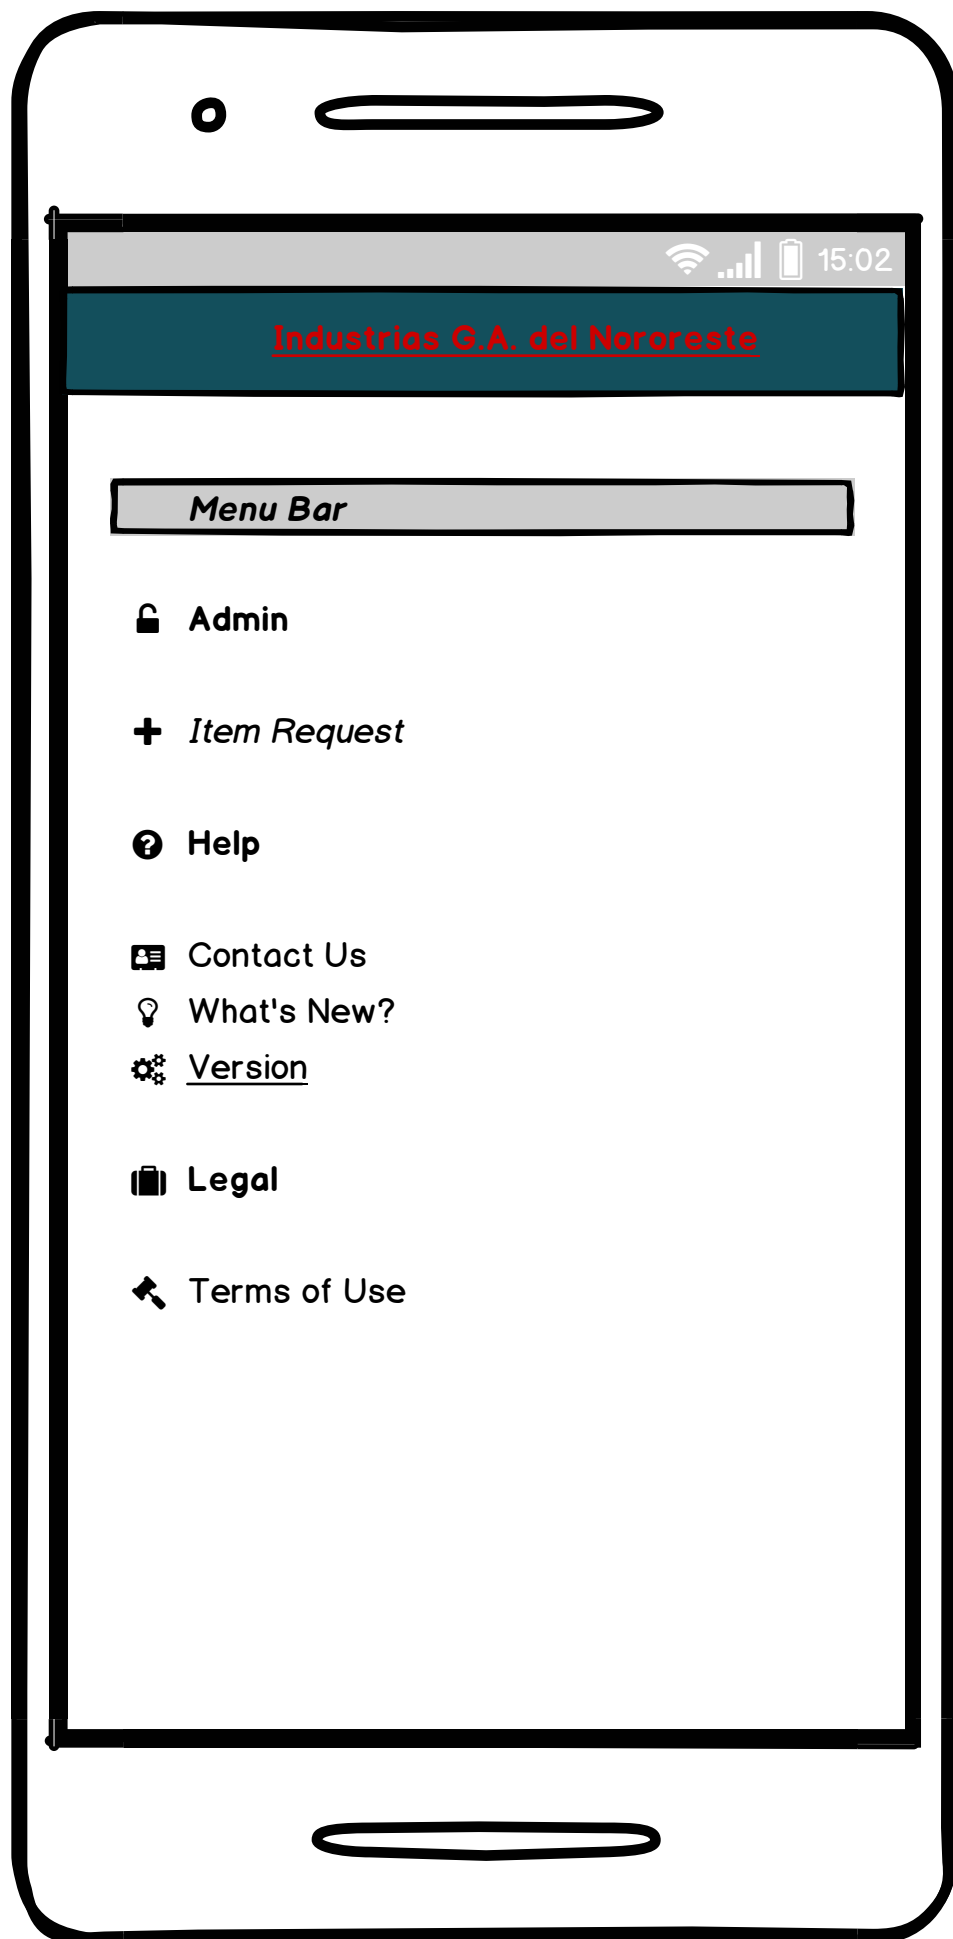 15:02
Industrias G.A. del Nororeste
Menu Bar
Admin
Item Request
Help
Contact Us
What's New?
Version
Legal
Terms of Use